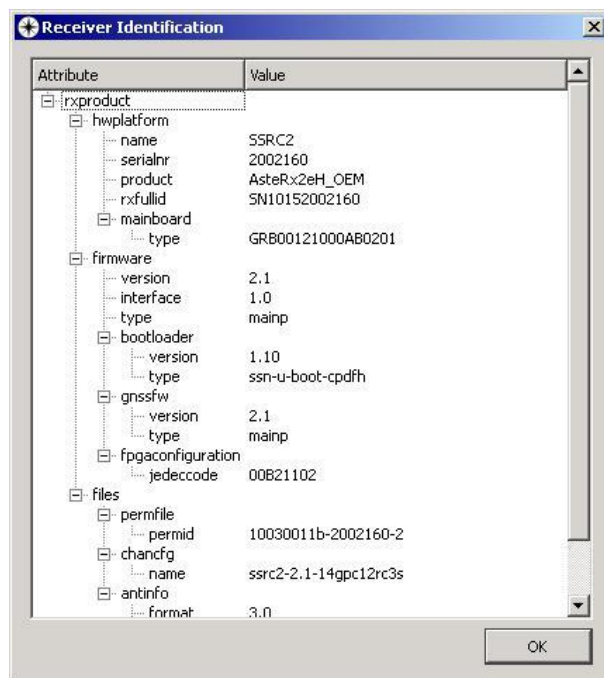 Receiver Identification
Attribute Value
rxproduct
hwplatform
name SSRC2
serialnr 2002160
product AsteRx2eH_OEM
rxfullid SN10152002160
mainboard
type GRB00121000AB0201
firmware
version 2.1
interface 1.0
type mainp
bootloader
version 1.10
type ssn-u-boot-cpdfh
gnssfw
version 2.1
type mainp
fpgaconfiguration
jedeccode 00B21102
files
permfile
permid 10030011b-2002160-2
chancfg
name ssrc2-2.1-14gpc12rc3s
antinfo
format 3.0
OK